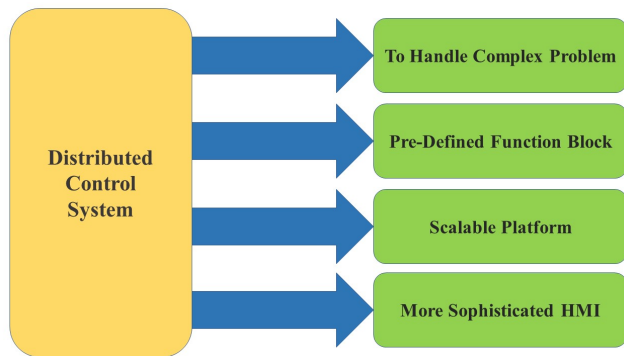 Distributed
Control
System
To Handle Complex Problem
Pre-Defined Function Block
Scalable Platform
More Sophisticated HMI